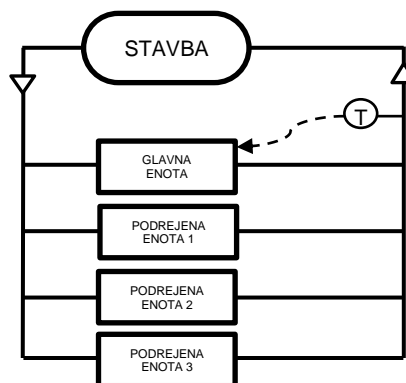 STAVBA
T
GLAVNA
ENOTA
PODREJENA
ENOTA 1
PODREJENA
ENOTA 2
PODREJENA
ENOTA 3